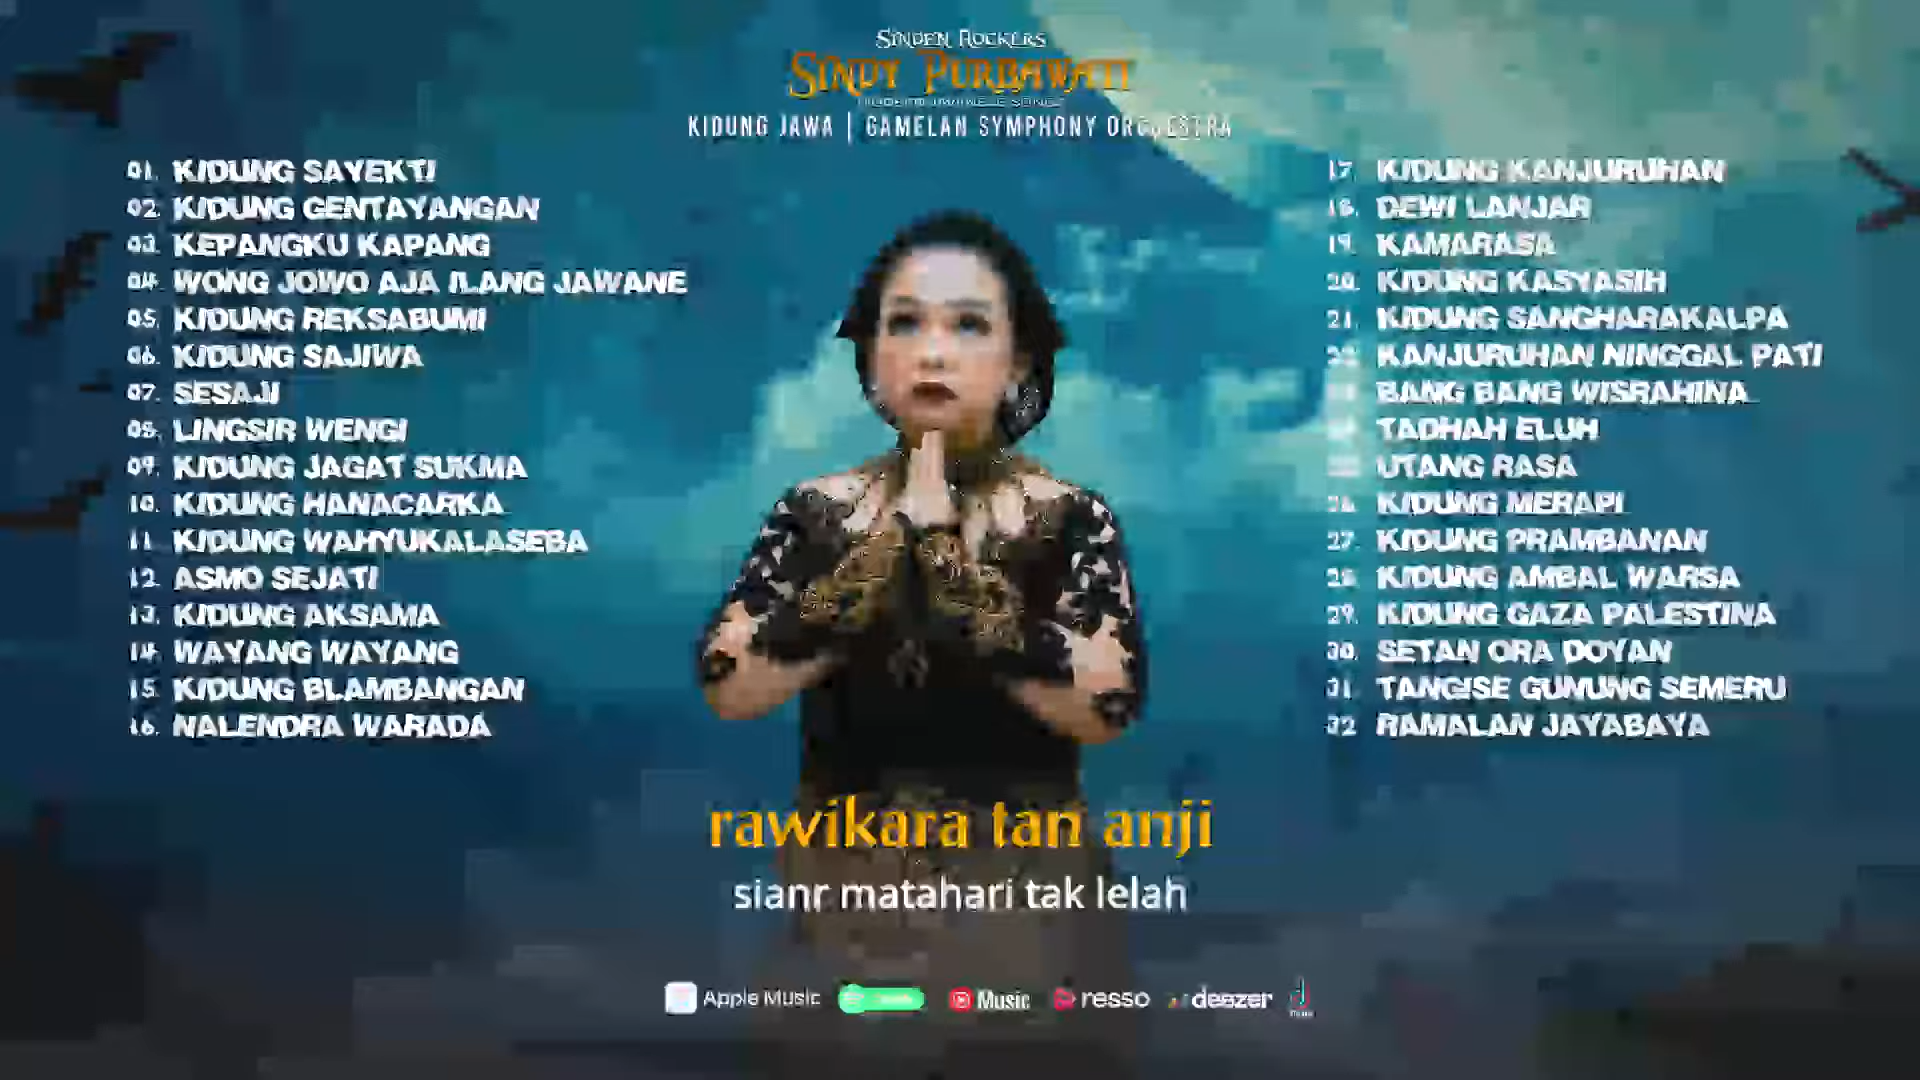 SINDEN ROCKERS
SINDY PURBAWATI
KIDUNG JAWA | GAMELAN SYMPHONY ORCHESTRA
01. KIDUNG SAYEKTI
02. KIDUNG GENTAYANGAN
03. KEPANGKU KAPANG
04. WONG JOWO AJA ILANG JAWANE
05. KIDUNG REKSABUMI
06. KIDUNG SAJIWA
07. SESAJI
08. LINGSIR WENGI
09. KIDUNG JAGAT SUKMA
10. KIDUNG HANACARKA
11. KIDUNG WAHYUKALASEBA
12. ASMO SEJATI
13. KIDUNG AKSAMA
14. WAYANG WAYANG
15. KIDUNG BLAMBANGAN
16. NALENDRA WARADA
17. KIDUNG KANJURUHAN
18. DEWI LANJAR
19. KAMARASA
20. KIDUNG KASYASIH
21. KIDUNG SANGHARAKALPA
22. KANJURUHAN NINGGAL PATI
BANG BANG WISRAHINA
TADHAH ELUH
UTANG RASA
26. KIDUNG MERAPI
27. KIDUNG PRAMBANAN
28. KIDUNG AMBAL WARSA
29. KIDUNG GAZA PALESTINA
30. SETAN ORA DOYAN
31. TANGISE GUNUNG SEMERU
32. RAMALAN JAYABAYA
rawikara tan anji
sianr matahari tak lelah
Apple Music
Music
resso
deezer